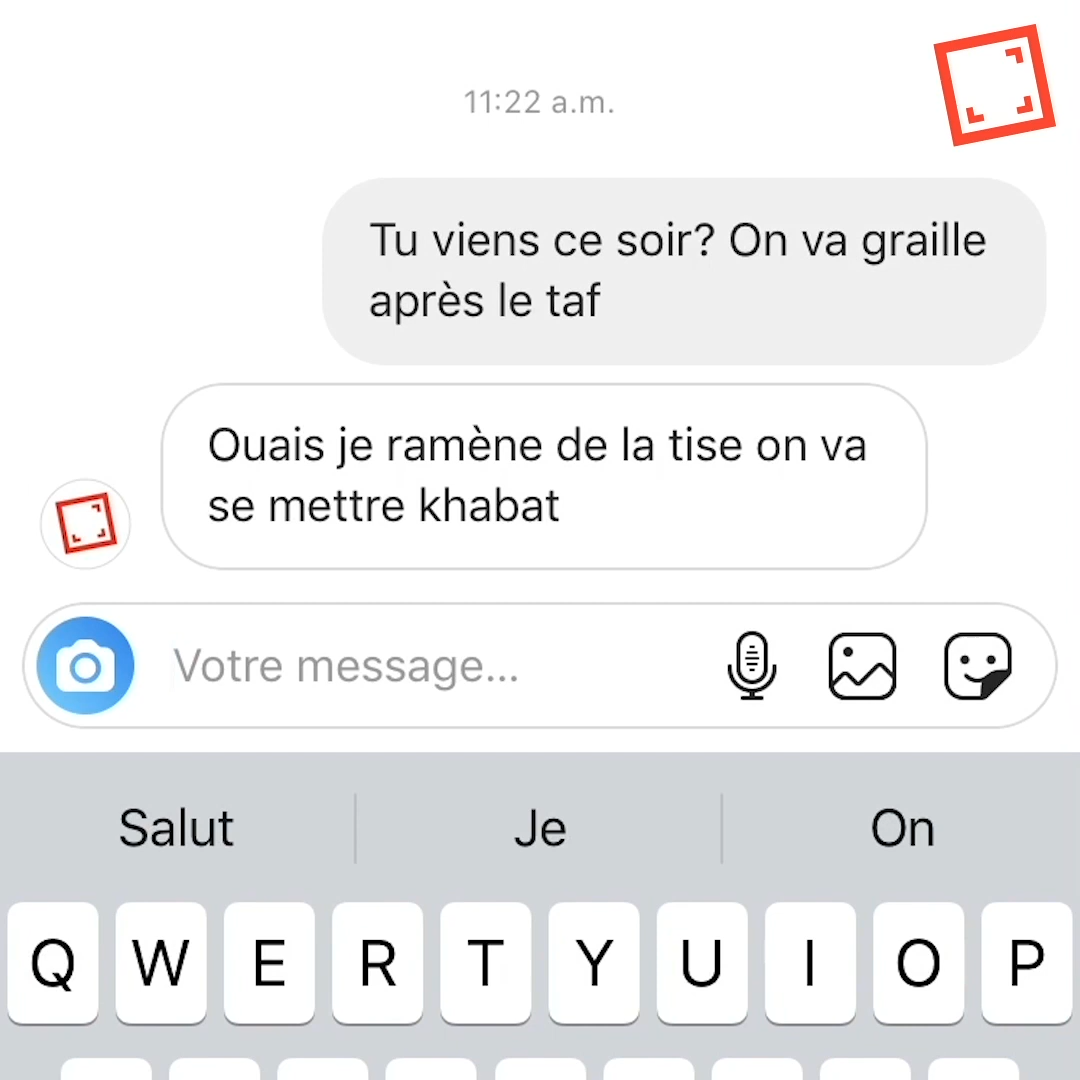 11:22 a.m.
Tu viens ce soir? On va graille
après le taf
Ouais je ramène de la tise on va
se mettre khabat
Votre message...
Salut Je On
Q W E R T Y U I O P